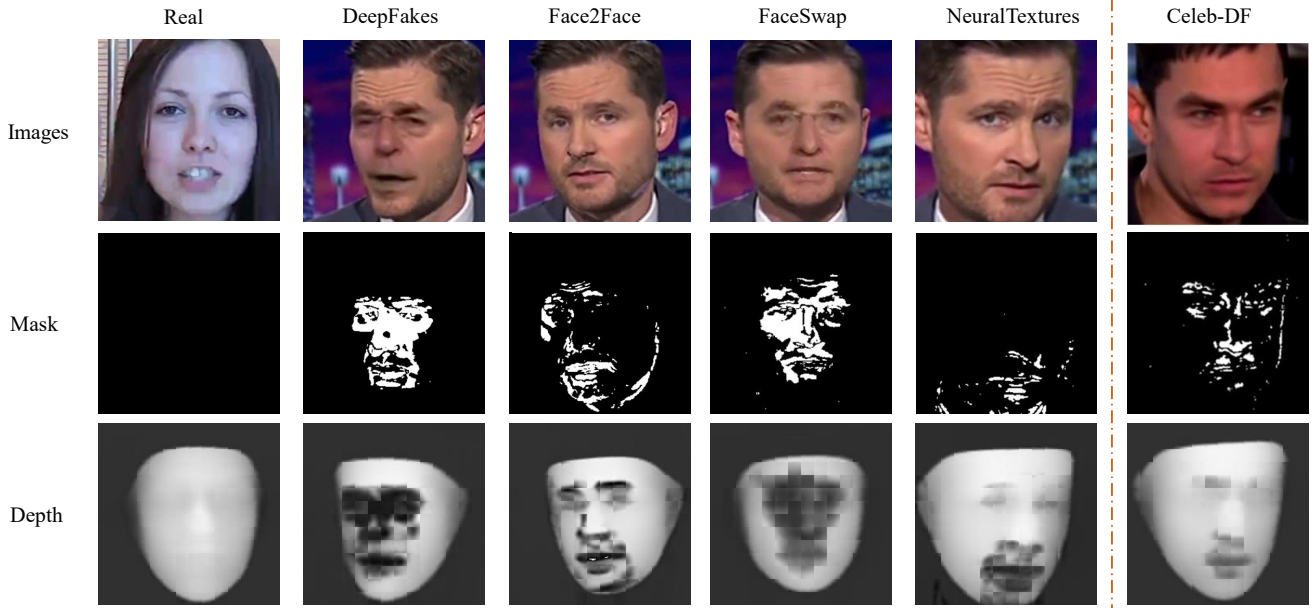 Real DeepFakes Face2Face FaceSwap NeuralTextures Celeb-DF
Images
Mask
Depth